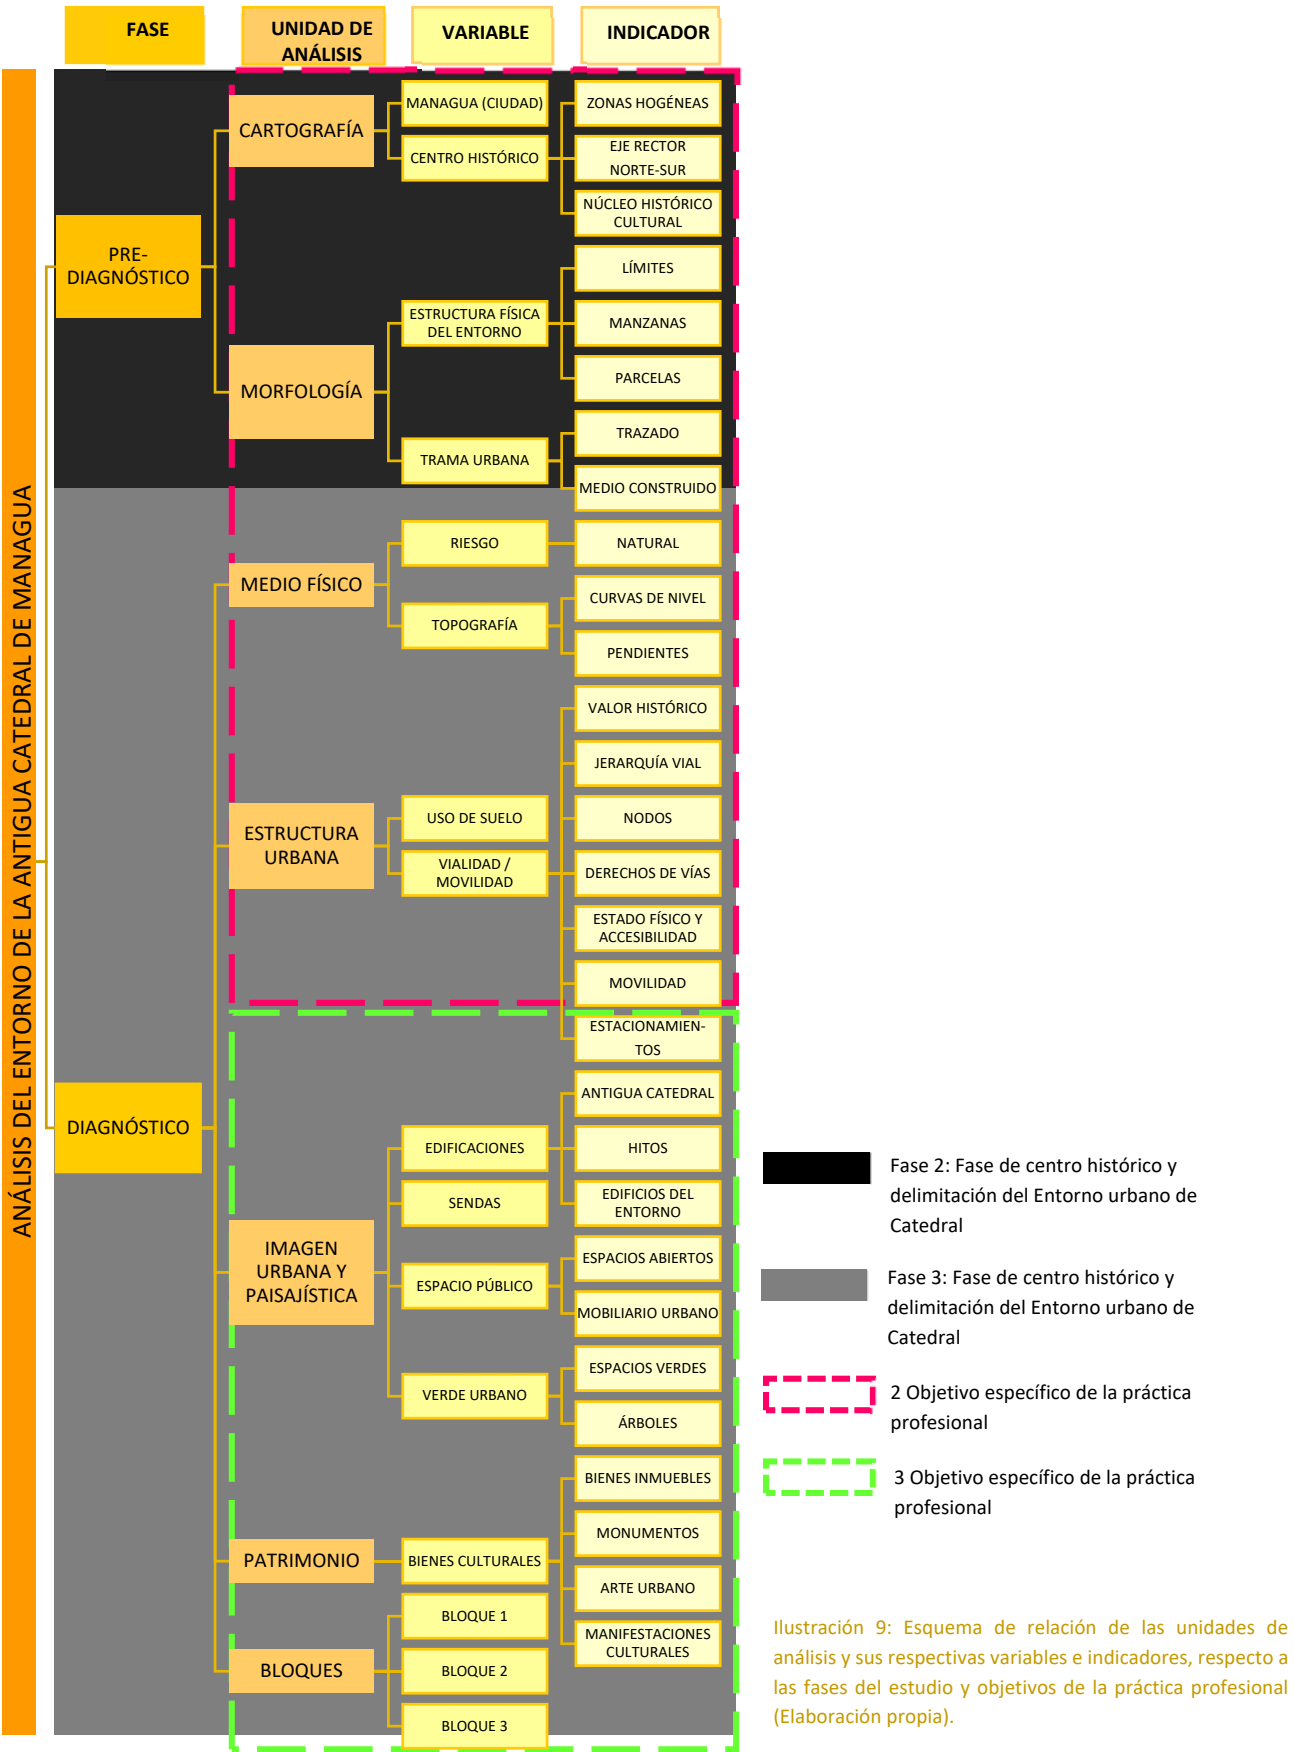 FASE
UNIDAD DE
ANÁLISIS
VARIABLE
INDICADOR
ANÁLISIS DEL ENTORNO DE LA ANTIGUA CATEDRAL DE MANAGUA
PRE-
DIAGNÓSTICO
CARTOGRAFÍA
MANAGUA (CIUDAD)
CENTRO HISTÓRICO
ZONAS HOGÉNEAS
EJE RECTOR
NORTE-SUR
NÚCLEO HISTÓRICO
CULTURAL
MORFOLOGÍA
ESTRUCTURA FÍSICA
DEL ENTORNO
LÍMITES
MANZANAS
PARCELAS
TRAMA URBANA
TRAZADO
MEDIO CONSTRUIDO
DIAGNÓSTICO
MEDIO FÍSICO
RIESGO
NATURAL
TOPOGRAFÍA
CURVAS DE NIVEL
PENDIENTES
ESTRUCTURA
URBANA
USO DE SUELO
VIALIDAD /
MOVILIDAD
VALOR HISTÓRICO
JERARQUÍA VIAL
NODOS
DERECHOS DE VÍAS
ESTADO FÍSICO Y
ACCESIBILIDAD
MOVILIDAD
ESTACIONAMIEN-
TOS
IMAGEN
URBANA Y
PAISAJÍSTICA
EDIFICACIONES
ANTIGUA CATEDRAL
HITOS
EDIFICIOS DEL
ENTORNO
SENDAS
ESPACIO PÚBLICO
ESPACIOS ABIERTOS
MOBILIARIO URBANO
VERDE URBANO
ESPACIOS VERDES
ÁRBOLES
PATRIMONIO
BIENES CULTURALES
BIENES INMUEBLES
MONUMENTOS
ARTE URBANO
MANIFESTACIONES
CULTURALES
BLOQUES
BLOQUE 1
BLOQUE 2
BLOQUE 3
Fase 2: Fase de centro histórico y
delimitación del Entorno urbano de
Catedral
Fase 3: Fase de centro histórico y
delimitación del Entorno urbano de
Catedral
2 Objetivo específico de la práctica
profesional
3 Objetivo específico de la práctica
profesional
Ilustración 9: Esquema de relación de las unidades de
análisis y sus respectivas variables e indicadores, respecto a
las fases del estudio y objetivos de la práctica profesional
(Elaboración propia).